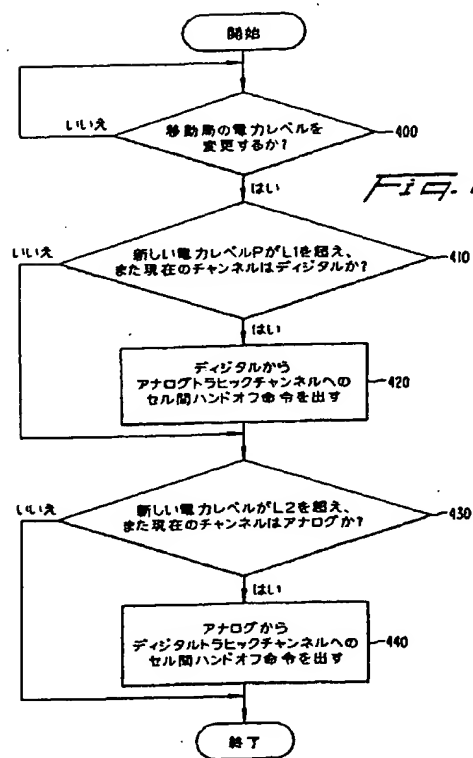 開始
いいえ
移動局の電力レベルを
変更するか?
400
はい
Fig.
いいえ
新しい電力レベルPがL1を超え、
また現在のチャンネルはディジタルか?
410
はい
ディジタルから
アナログトラヒックチャンネルへの
セル間ハンドオフ命令を出す
420
いいえ
新しい電力レベルがL2を超え、
また現在のチャンネルはアナログか?
430
はい
アナログから
ディジタルトラヒックチャンネルへの
セル間ハンドオフ命令を出す
440
終了